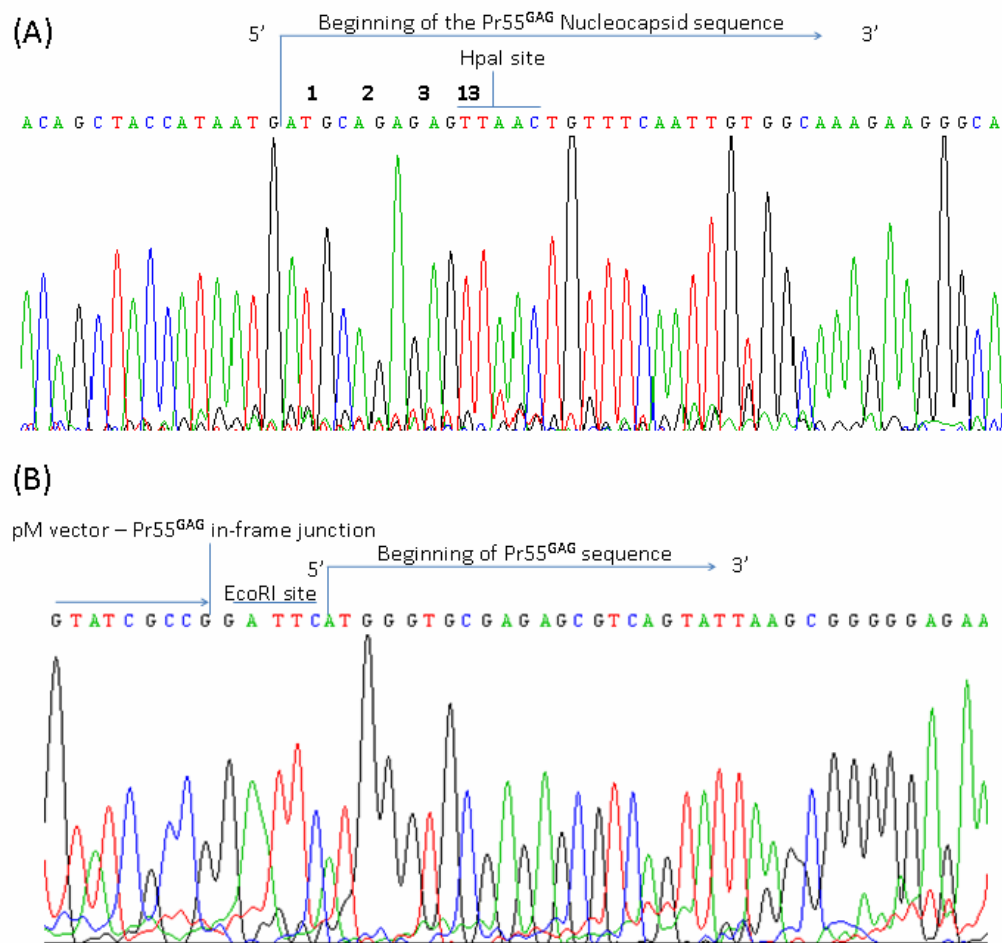 (A)
5’ Beginning of the Pr55GAG Nucleocapsid sequence 3’
HpaI site
1 2 3 13
ACAGCTACCATAATGATGCAGAGAGTTAACTGTTTCAATTGTGGCAAAGAAGGGCA
(B)
pM vector – Pr55GAG in-frame junction
5’ Beginning of Pr55GAG sequence 3’
EcoRI site
GTATCGCCGGATTCATGGGTGCGAGAGCGTCAGTATTAAGCGGGGGAGAA